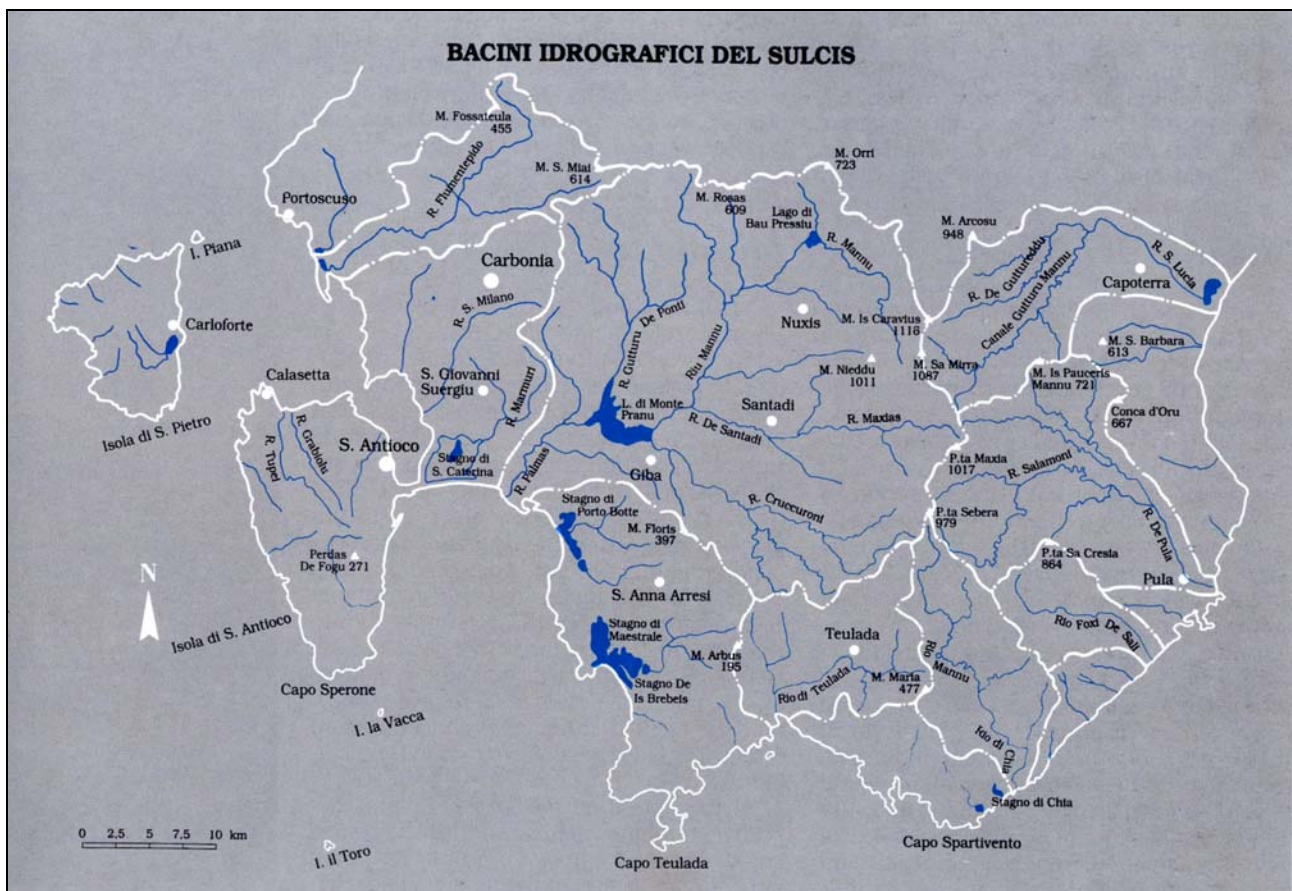 BACINI IDROGRAFICI DEL SULCIS
M. Fossateula
455
R. Flumentepido
M. S. Miai
614
M. Orri
723
M. Rosas
609
Lago di
Bau Pressiu
R. Mannu
M. Arcosu
948
R. De Guttureddu
Canale Gutturu Mannu
R. S. Lucia
Capoterra
Portoscuso
I. Piana
Carloforte
Isola di S. Pietro
Carbonia
R. S. Milano
Nuxis
M. Is Caravius
1116
M. S. Barbara
613
M. Nieddu
1011
M. Sa Mirra
1087
M. Is Pauceris
Mannu 721
Conca d'Oru
667
Calasetta
S. Giovanni
Suergiu
R. Marmuri
R. Gutturu De Ponti
Riu Mannu
L. di Monte
Pranu
Santadi
R. De Santadi
R. Maxias
R. Tupei
R. Grabiolu
S. Antioco
Stagno di
S. Caterina
R. Palmas
Giba
P.ta Maxia
1017
R. Salamoni
R. De Pula
Stagno di
Porto Botte
M. Floris
397
R. Cruccuroni
P.ta Sebera
979
P.ta Sa Cresia
864
Pula
Perdas
De Fogu 271
N
S. Anna Arresi
Isola di S. Antioco
Stagno di
Maestrale
Teulada
Rio Foxi De Sali
M. Arbus
195
Rio Mannu
Stagno De
Is Brebeis
Rio di Teulada
M. Maria
477
Capo Sperone
I. la Vacca
Rio di Chia
Stagno di Chia
0 2,5 5 7,5 10 km
I. il Toro
Capo Teulada
Capo Spartivento